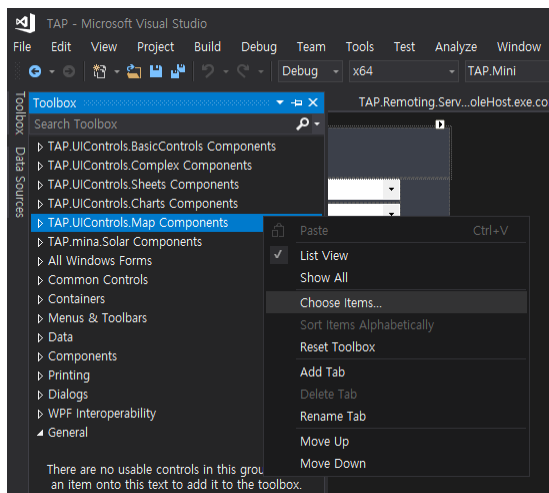 TAP - Microsoft Visual Studio
File Edit View Project Build Debug Team Tools Test Analyze Window
Debug x64 TAP.Mini
Toolbox
Data Sources
Toolbox
TAP.Remoting.Serv...oleHost.exe.co
Search Toolbox
TAP.UIControls.BasicControls Components
TAP.UIControls.Complex Components
TAP.UIControls.Sheets Components
TAP.UIControls.Charts Components
TAP.UIControls.Map Components
TAP.mina.Solar Components
All Windows Forms
Common Controls
Containers
Menus & Toolbars
Data
Components
Printing
Dialogs
WPF Interoperability
General
There are no usable controls in this grou
an item onto this text to add it to the toolbox.
Paste Ctrl+V
List View
Show All
Choose Items...
Sort Items Alphabetically
Reset Toolbox
Add Tab
Delete Tab
Rename Tab
Move Up
Move Down